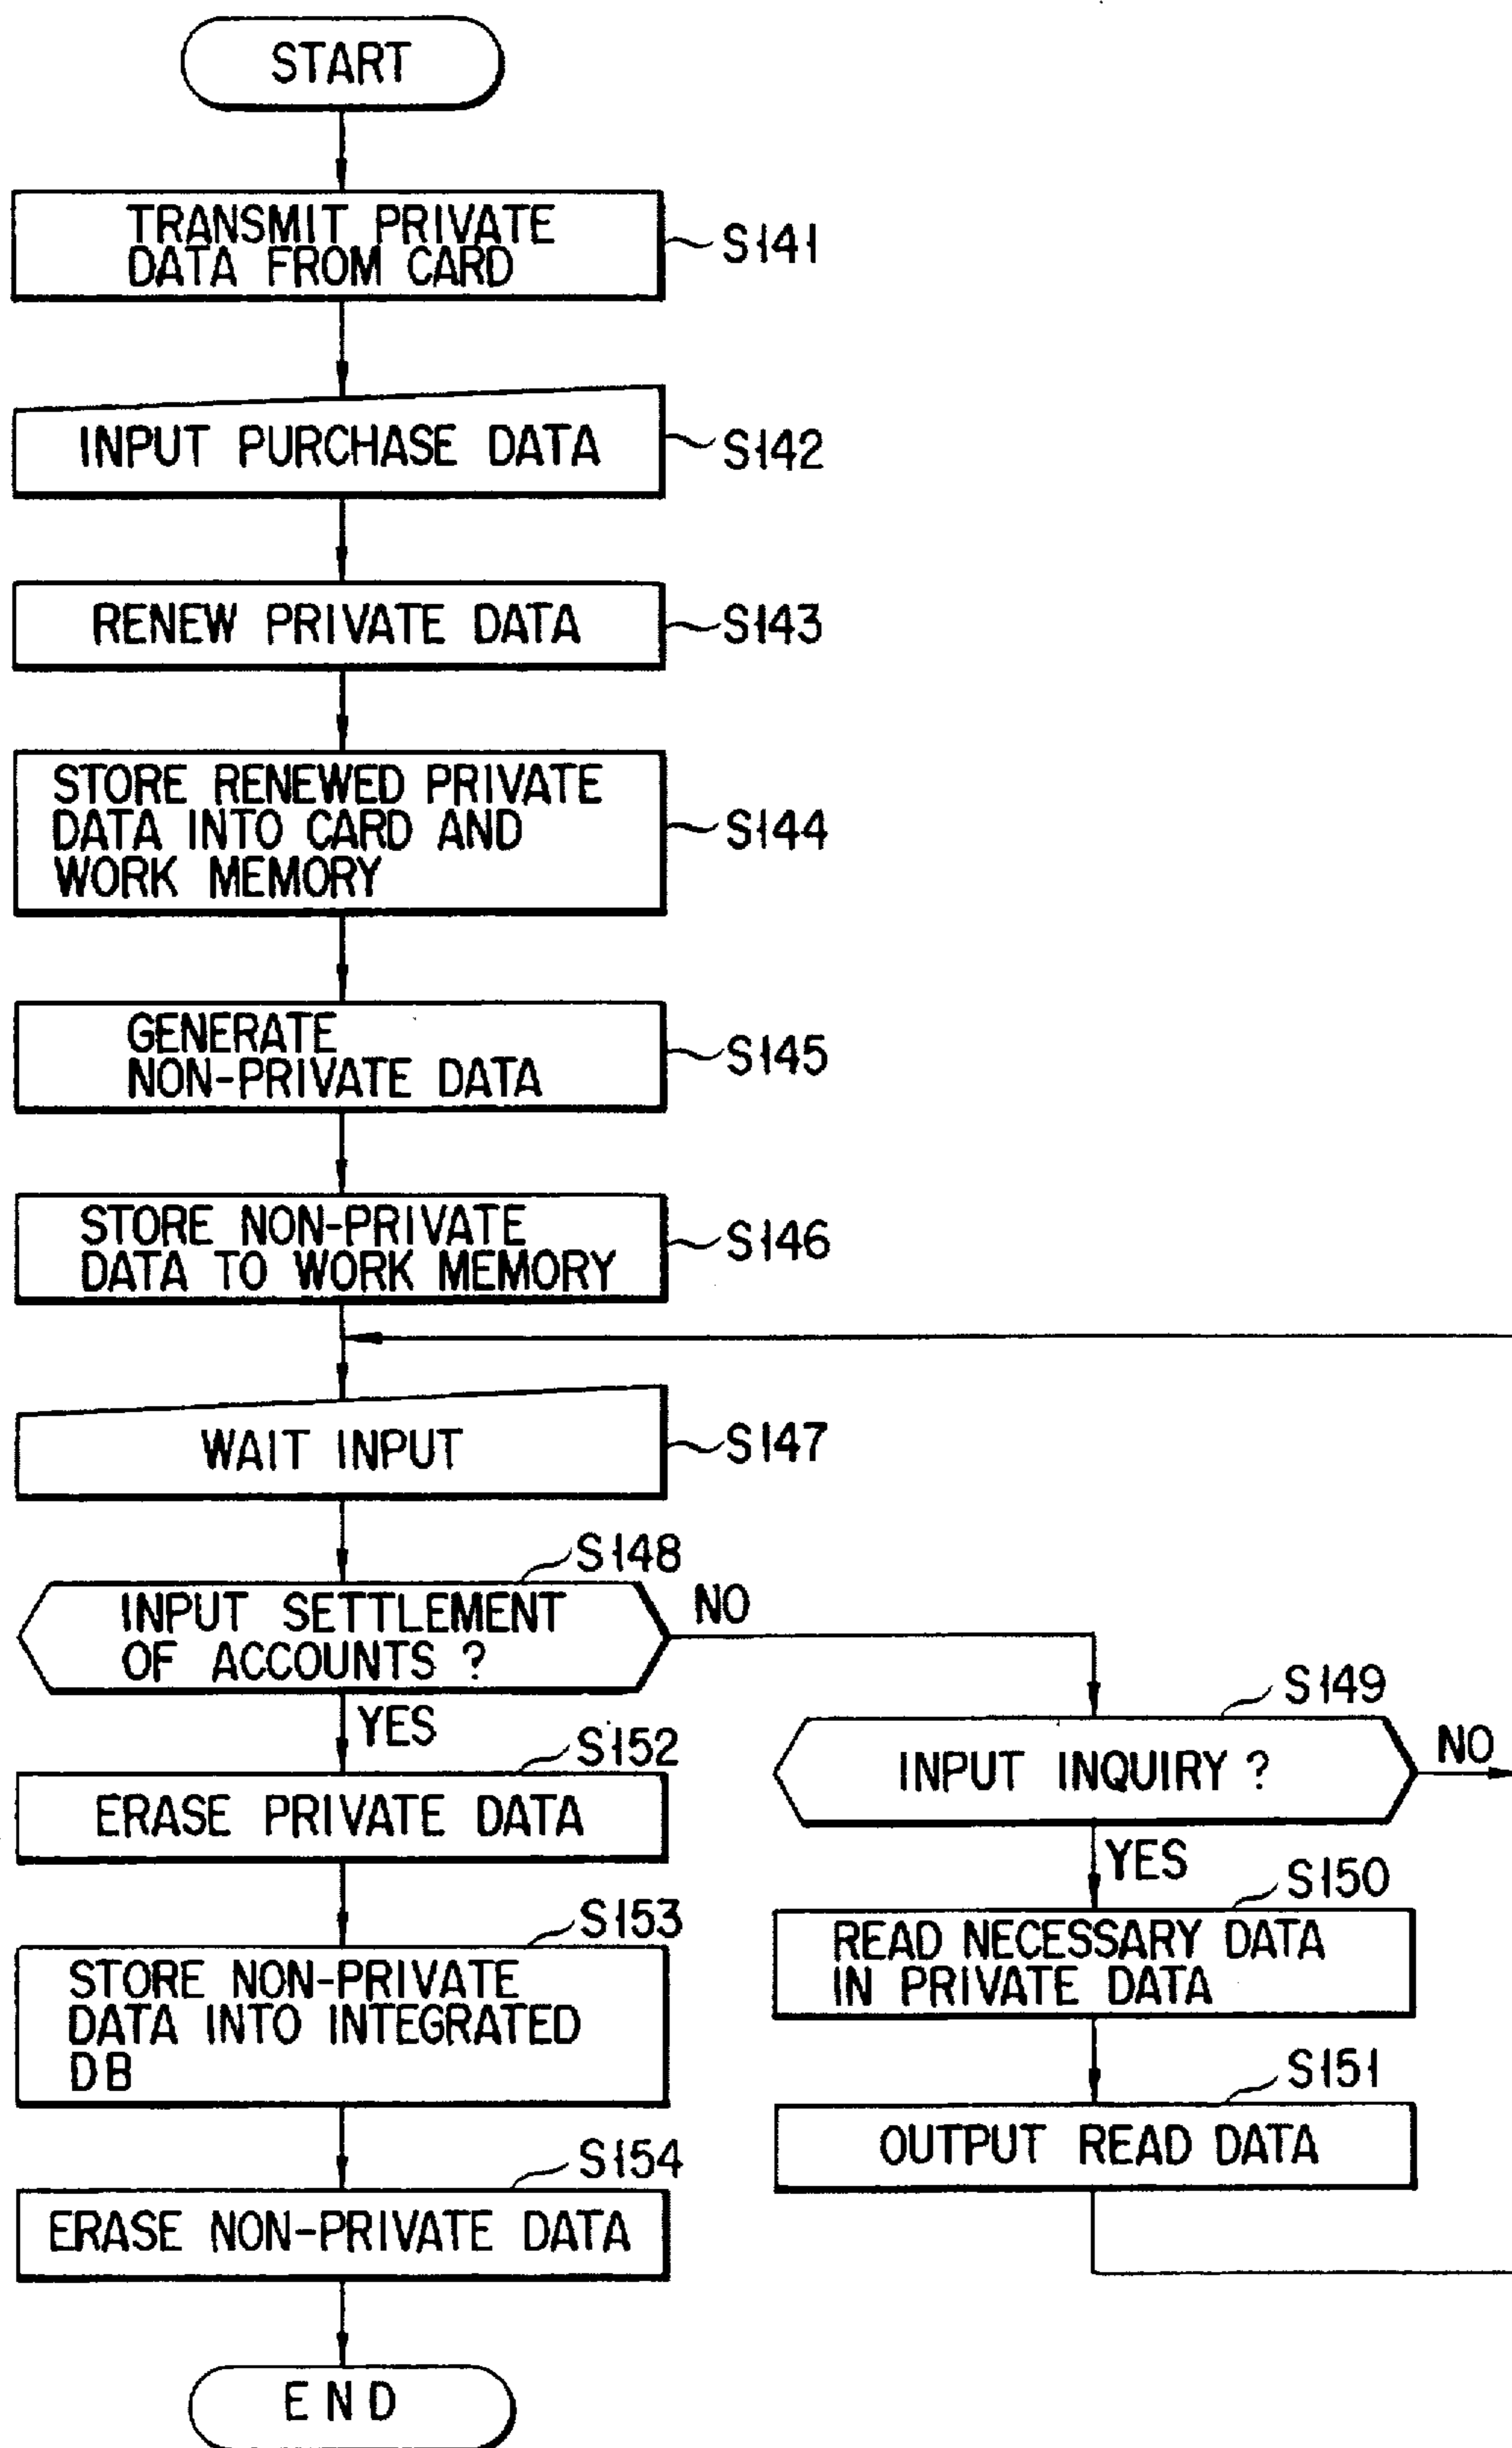 START
TRANSMIT PRIVATE
DATA FROM CARD
S141
INPUT PURCHASE DATA
S142
RENEW PRIVATE DATA
S143
STORE RENEWED PRIVATE
DATA INTO CARD AND
WORK MEMORY
S144
GENERATE
NON-PRIVATE DATA
S145
STORE NON-PRIVATE
DATA TO WORK MEMORY
S146
WAIT INPUT
S147
S148
INPUT SETTLEMENT
OF ACCOUNTS ?
NO
YES
S149
INPUT INQUIRY ?
NO
YES
S150
READ NECESSARY DATA
IN PRIVATE DATA
S151
OUTPUT READ DATA
S152
ERASE PRIVATE DATA
S153
STORE NON-PRIVATE
DATA INTO INTEGRATED
DB
S154
ERASE NON-PRIVATE DATA
END